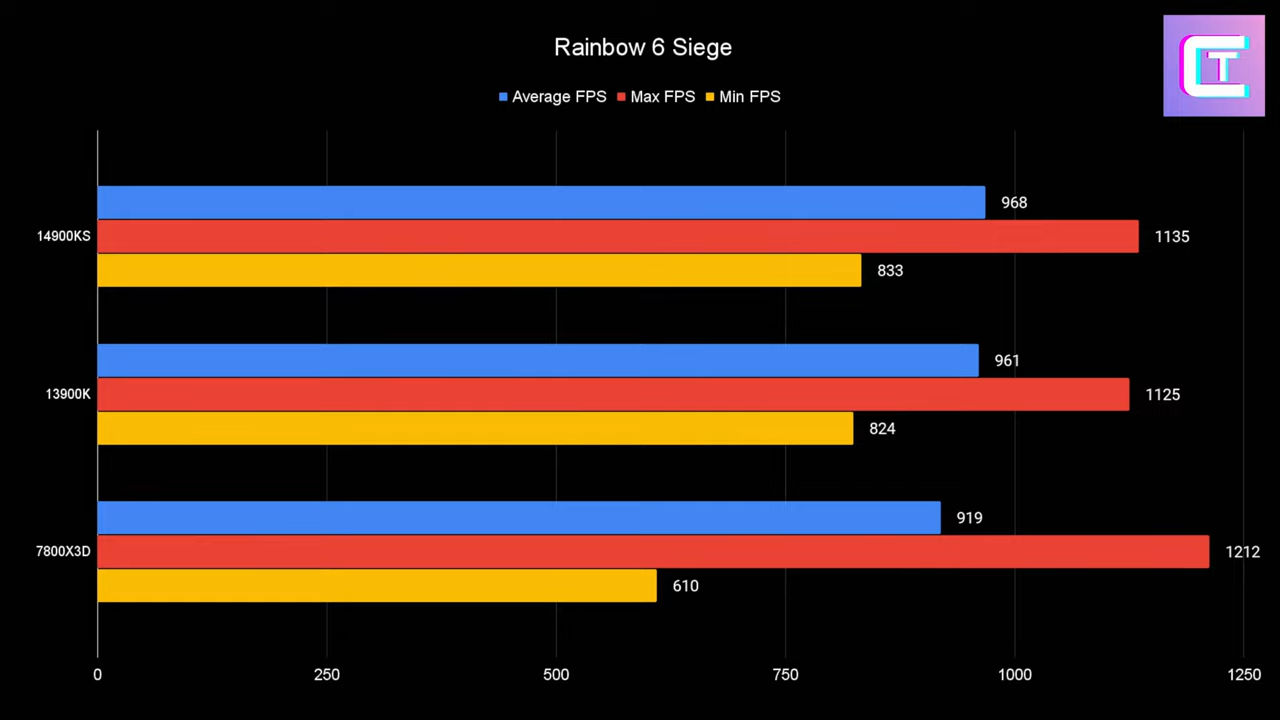 Rainbow 6 Siege
CT
Average FPS Max FPS Min FPS
968
14900KS
1135
833
961
13900K
1125
824
919
7800X3D
1212
610
0 250 500 750 1000 1250